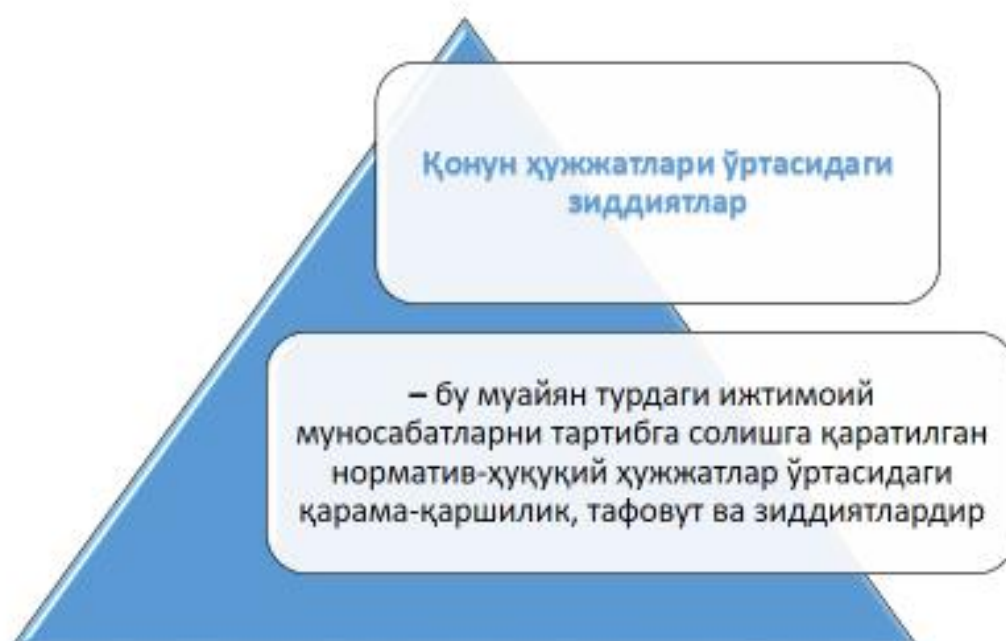 Қонун ҳужжатлари ўртасидаги
зиддиятлар
– бу муайян турдаги ижтимоий
муносабатларни тартибга солишга қаратилган
норматив-ҳуқуқий ҳужжатлар ўртасидаги
қарама-қаршилик, тафовут ва зиддиятлардир